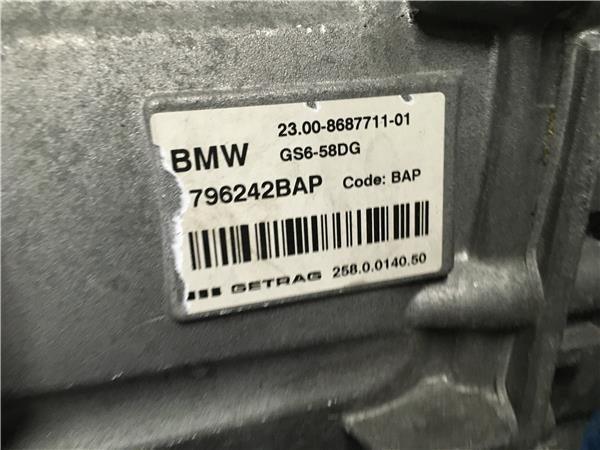 23.00-8687711-01
BMW GS6-58DG
796242BAP Code: BAP
GETRAG 258.0.0140.50